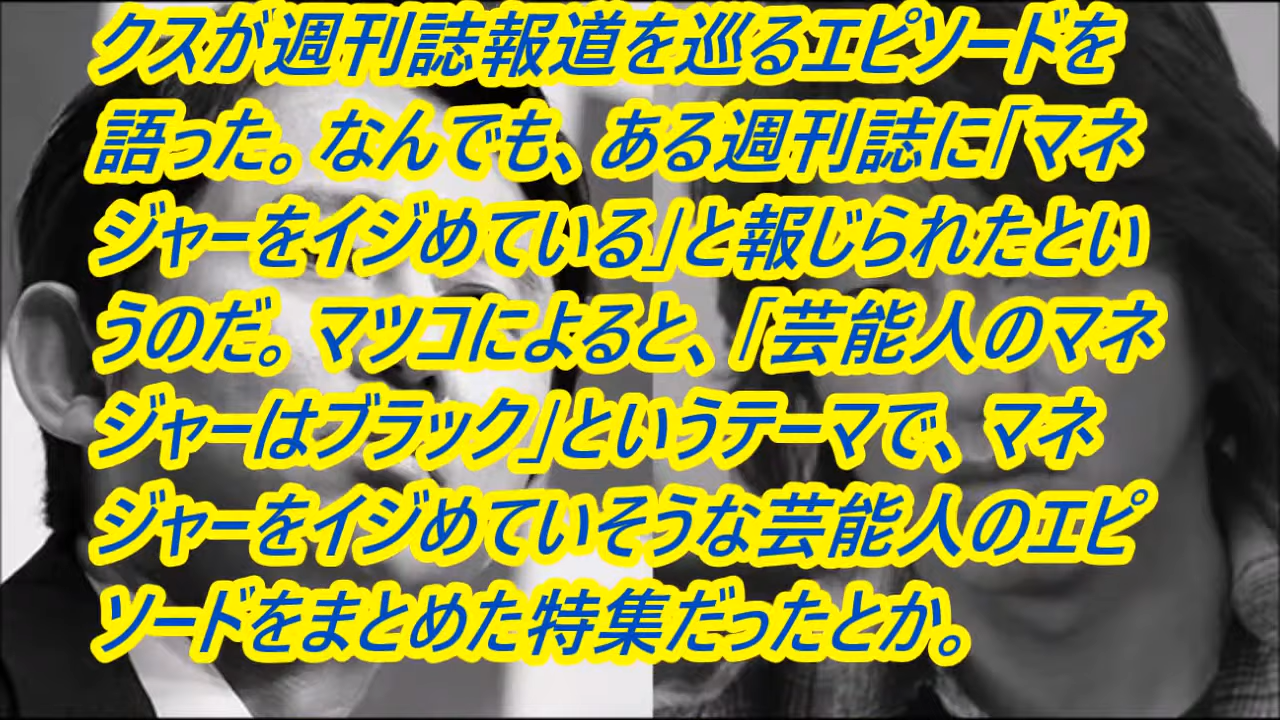 クスが週刊誌報道を巡るエピソードを
語った。なんでも、ある週刊誌に「マネ
ジャーをイジめている」と報じられたとい
うのだ。マツコによると、「芸能人のマネ
ジャーはブラック」というテーマで、マネ
ジャーをイジめていそうな芸能人のエピ
ソードをまとめた特集だったとか。